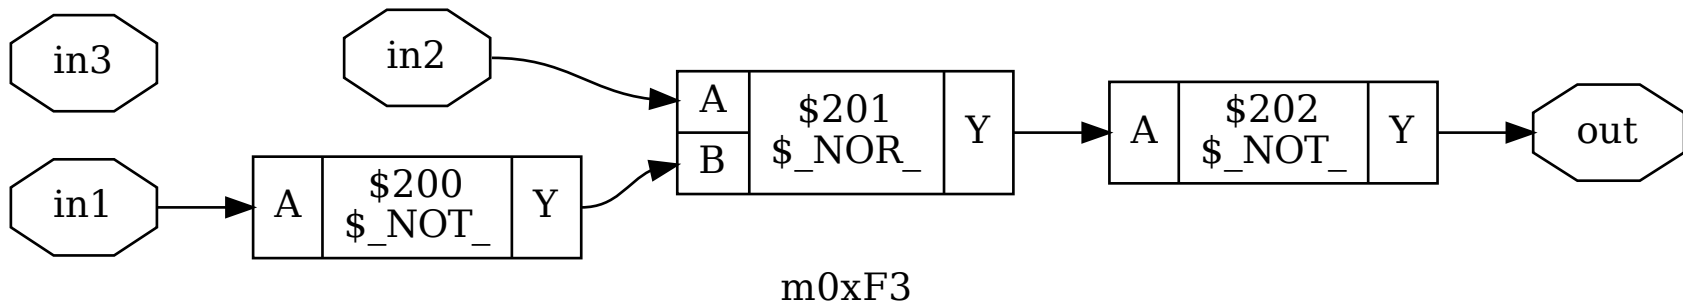 in3
in2
in1
A
$200
$_NOT_
Y
A
B
$201
$_NOR_
Y
A
$202
$_NOT_
Y
out
m0xF3